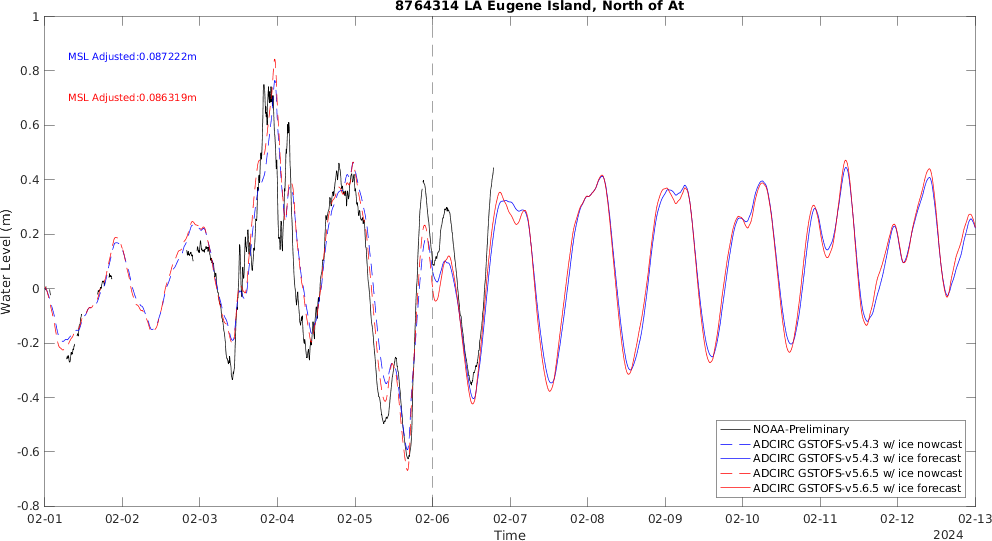 8764314 LA Eugene Island, North of At
MSL Adjusted:0.087222m
MSL Adjusted:0.086319m
Water Level (m)
1
0.8
0.6
0.4
0.2
0
-0.2
-0.4
-0.6
-0.8
NOAA-Preliminary
ADCIRC GSTOFS-v5.4.3 w/ ice nowcast
ADCIRC GSTOFS-v5.4.3 w/ ice forecast
ADCIRC GSTOFS-v5.6.5 w/ ice nowcast
ADCIRC GSTOFS-v5.6.5 w/ ice forecast
02-01 02-02 02-03 02-04 02-05 02-06 02-07 02-08 02-09 02-10 02-11 02-12 02-13
Time
2024